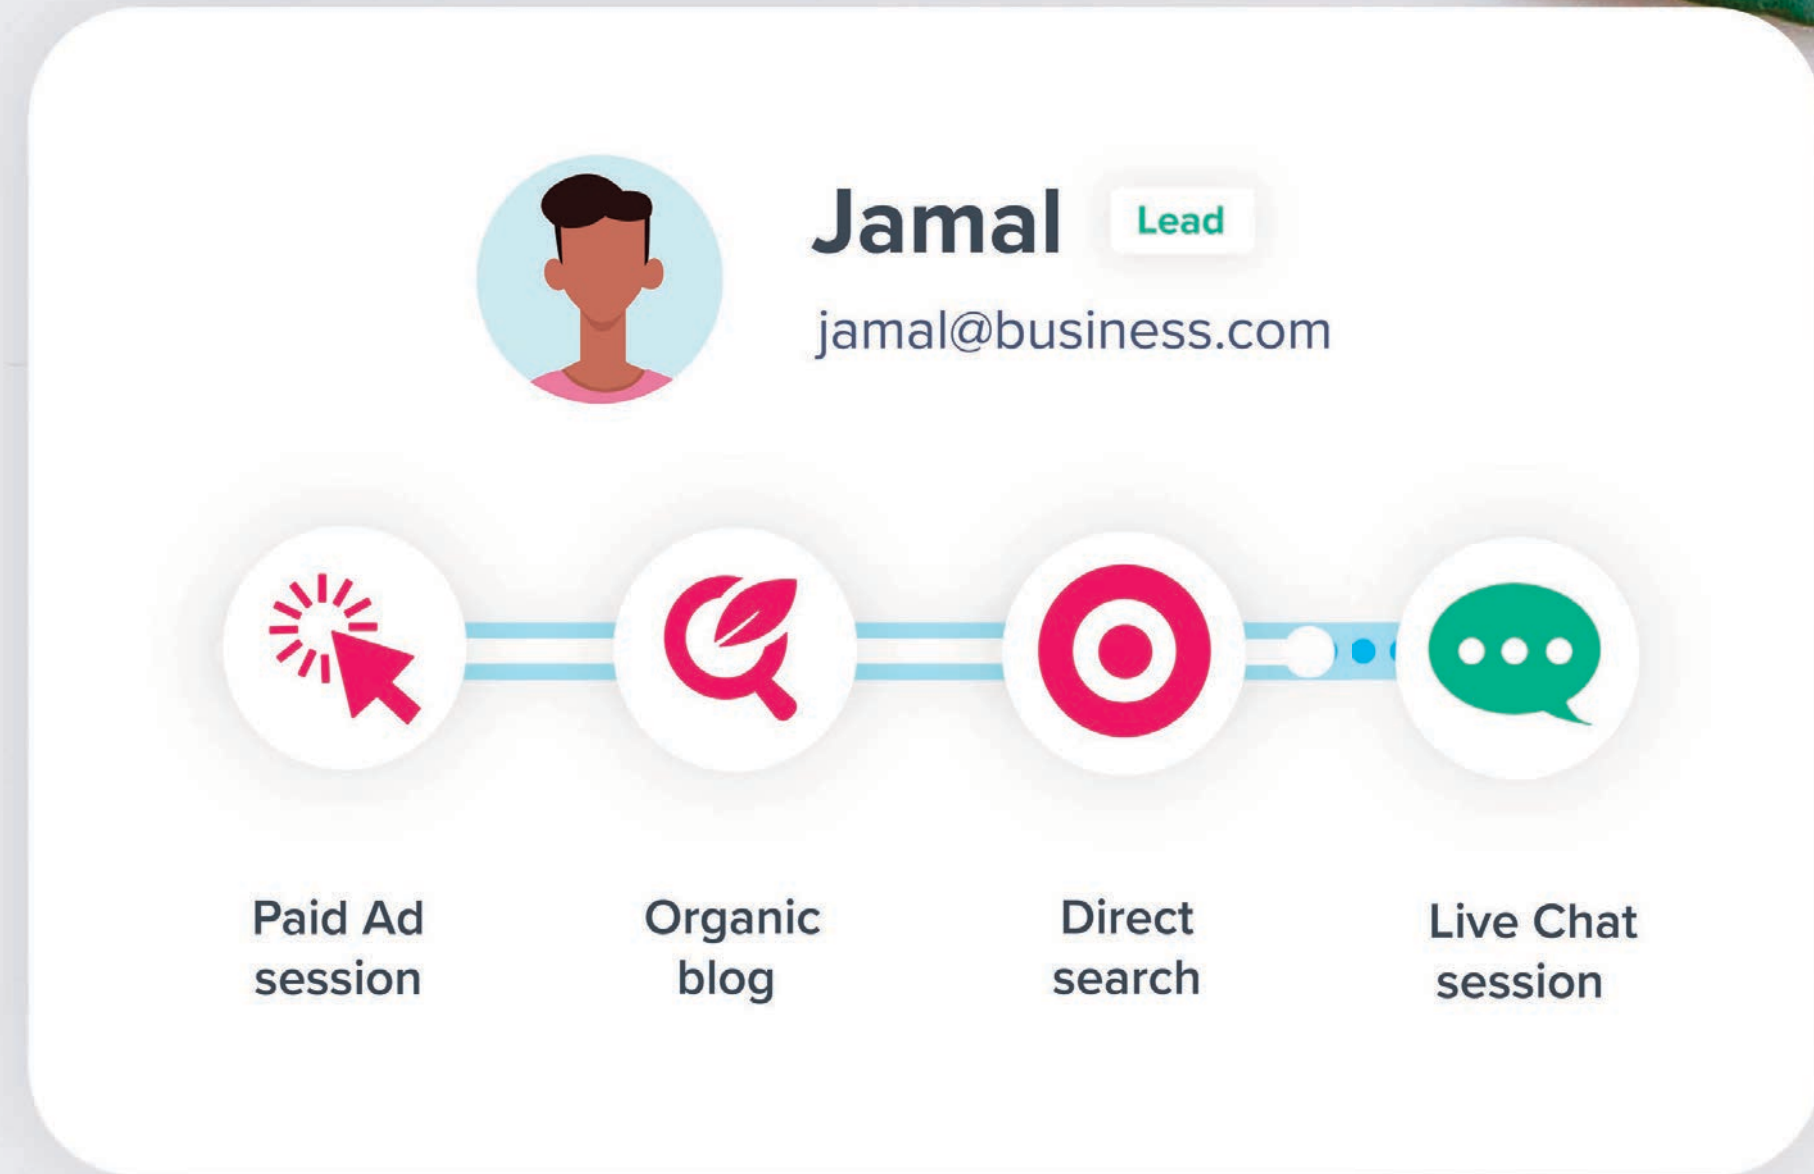 Jamal
Lead
jamal@business.com
Paid Ad
session
Organic
blog
Direct
search
Live Chat
session